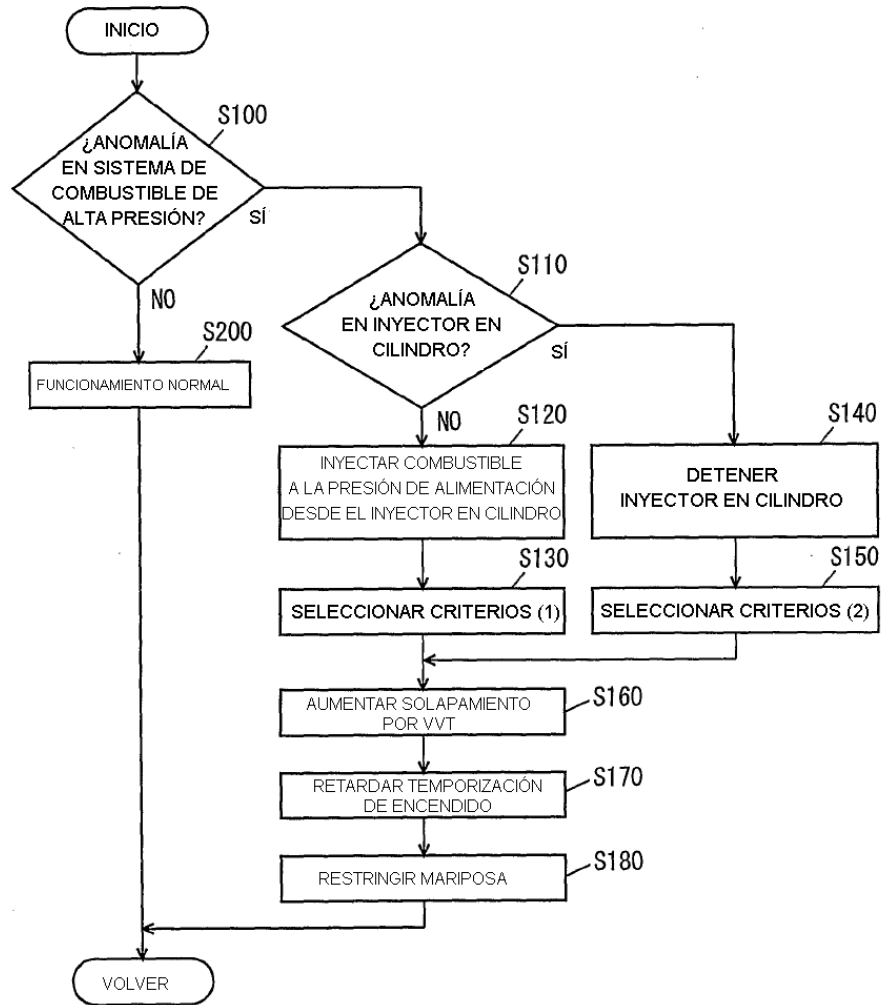 INICIO
S100
¿ANOMALÍA
EN SISTEMA DE
COMBUSTIBLE DE
ALTA PRESIÓN?
SÍ
NO
S110
¿ANOMALÍA
EN INYECTOR EN
CILINDRO?
SÍ
NO
S200
FUNCIONAMIENTO NORMAL
S120
INYECTAR COMBUSTIBLE
A LA PRESIÓN DE ALIMENTACIÓN
DESDE EL INYECTOR EN CILINDRO
S140
DETENER
INYECTOR EN CILINDRO
S130
SELECCIONAR CRITERIOS (1)
S150
SELECCIONAR CRITERIOS (2)
S160
AUMENTAR SOLAPAMIENTO
POR VVT
S170
RETARDAR TEMPORIZACIÓN
DE ENCENDIDO
S180
RESTRINGIR MARIPOSA
VOLVER